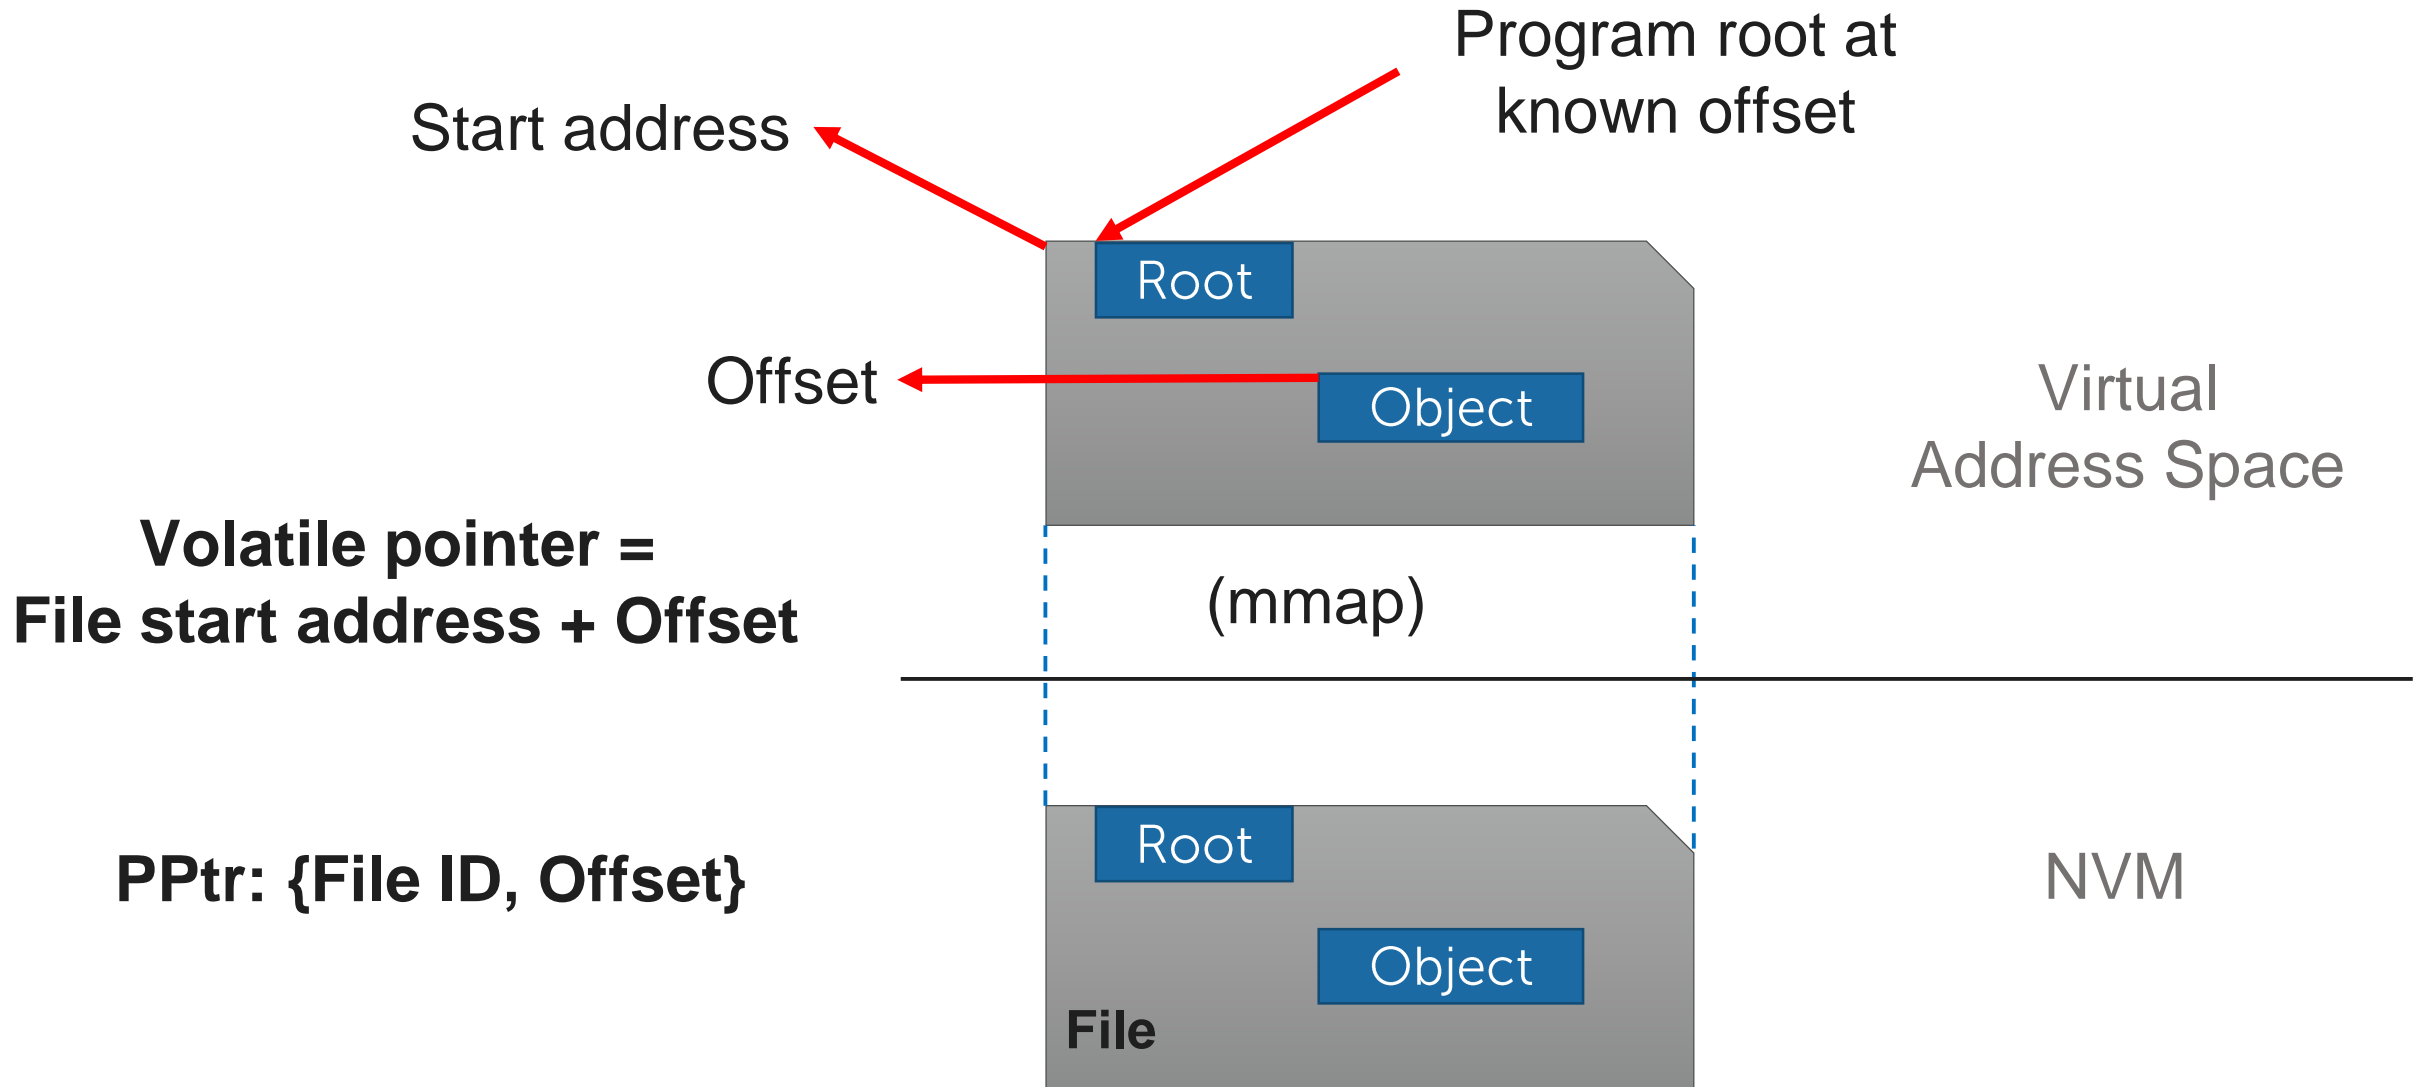 Program root at
known offset
Start address
Root
Offset
Object
Virtual
Address Space
Volatile pointer =
File start address + Offset
(mmap)
Root
PPtr: {File ID, Offset}
NVM
Object
File